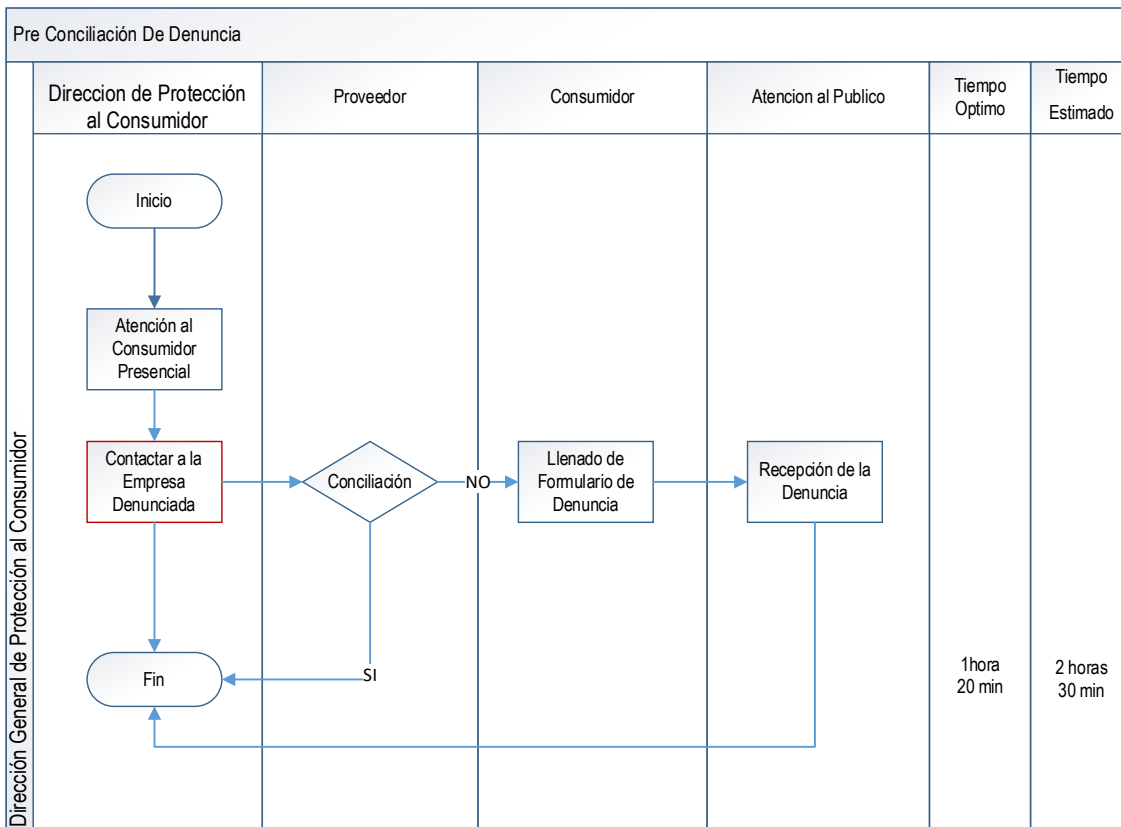 Pre Conciliación De Denuncia
Direccion de Protección
al Consumidor
Proveedor
Consumidor
Atencion al Publico
Tiempo
Optimo
Tiempo
Estimado
Dirección General de Protección al Consumidor
Inicio
Atención al
Consumidor
Presencial
Contactar a la
Empresa
Denunciada
Conciliación
NO
Llenado de
Formulario de
Denuncia
Recepción de la
Denuncia
SI
Fin
1hora
20 min
2 horas
30 min